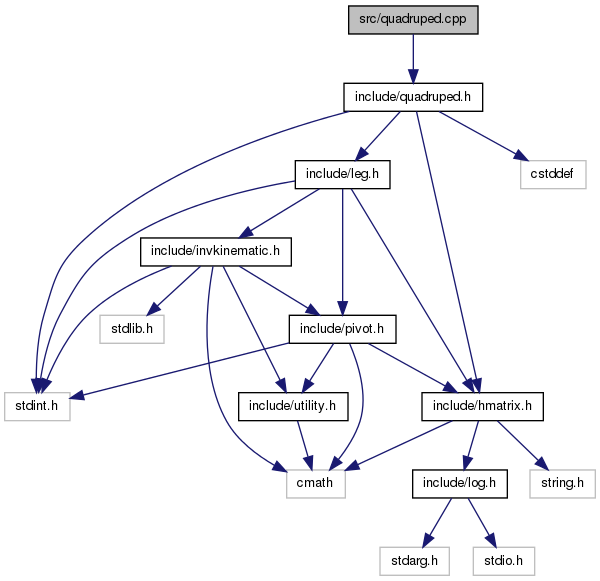 src/quadruped.cpp
include/quadruped.h
include/leg.h
cstddef
include/invkinematic.h
stdlib.h
include/pivot.h
stdint.h
include/utility.h
include/hmatrix.h
cmath
include/log.h
string.h
stdarg.h
stdio.h